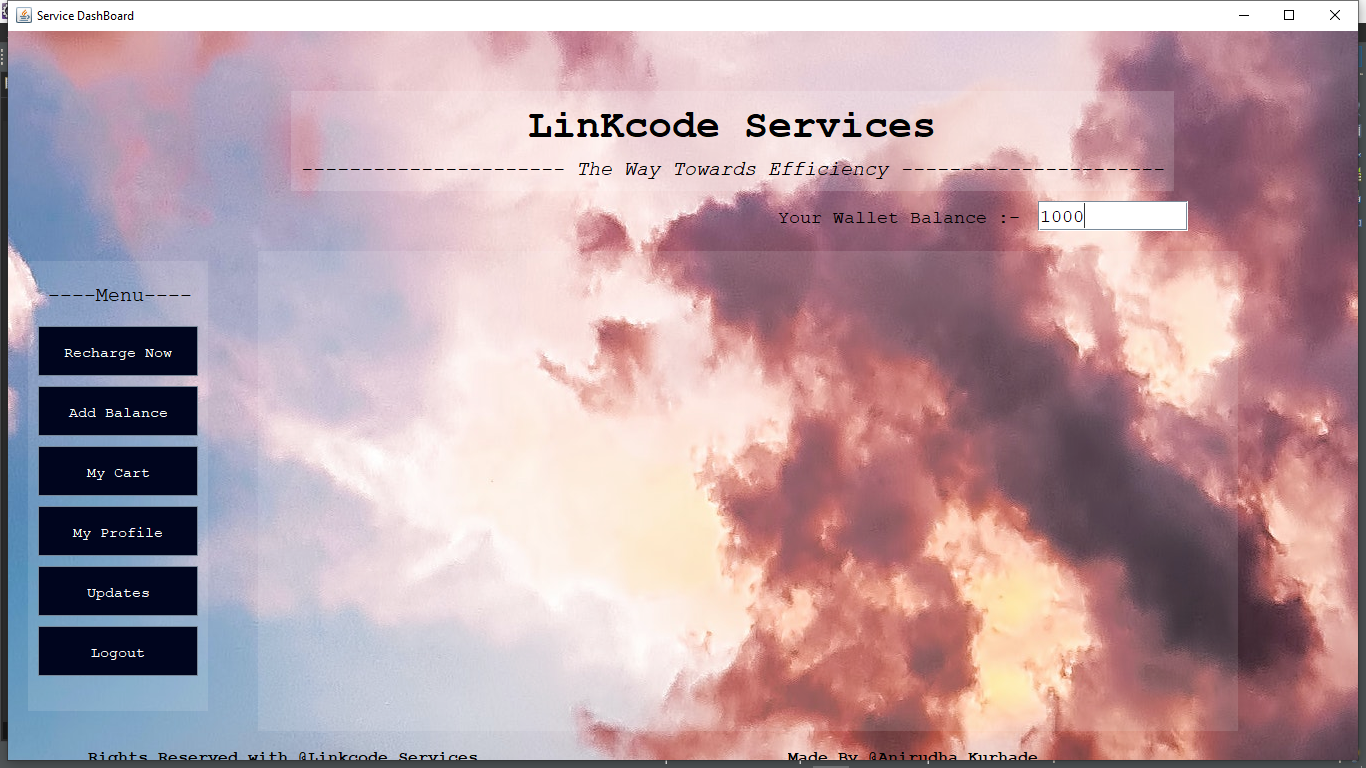 Service DashBoard
LinKcode Services
---------------------- The Way Towards Efficiency ----------------------
Your Wallet Balance :- 1000
----Menu----
Recharge Now
Add Balance
My Cart
My Profile
Updates
Logout
Rights Reserved with @Linkcode Services
Made By @Anirudha Kurhade